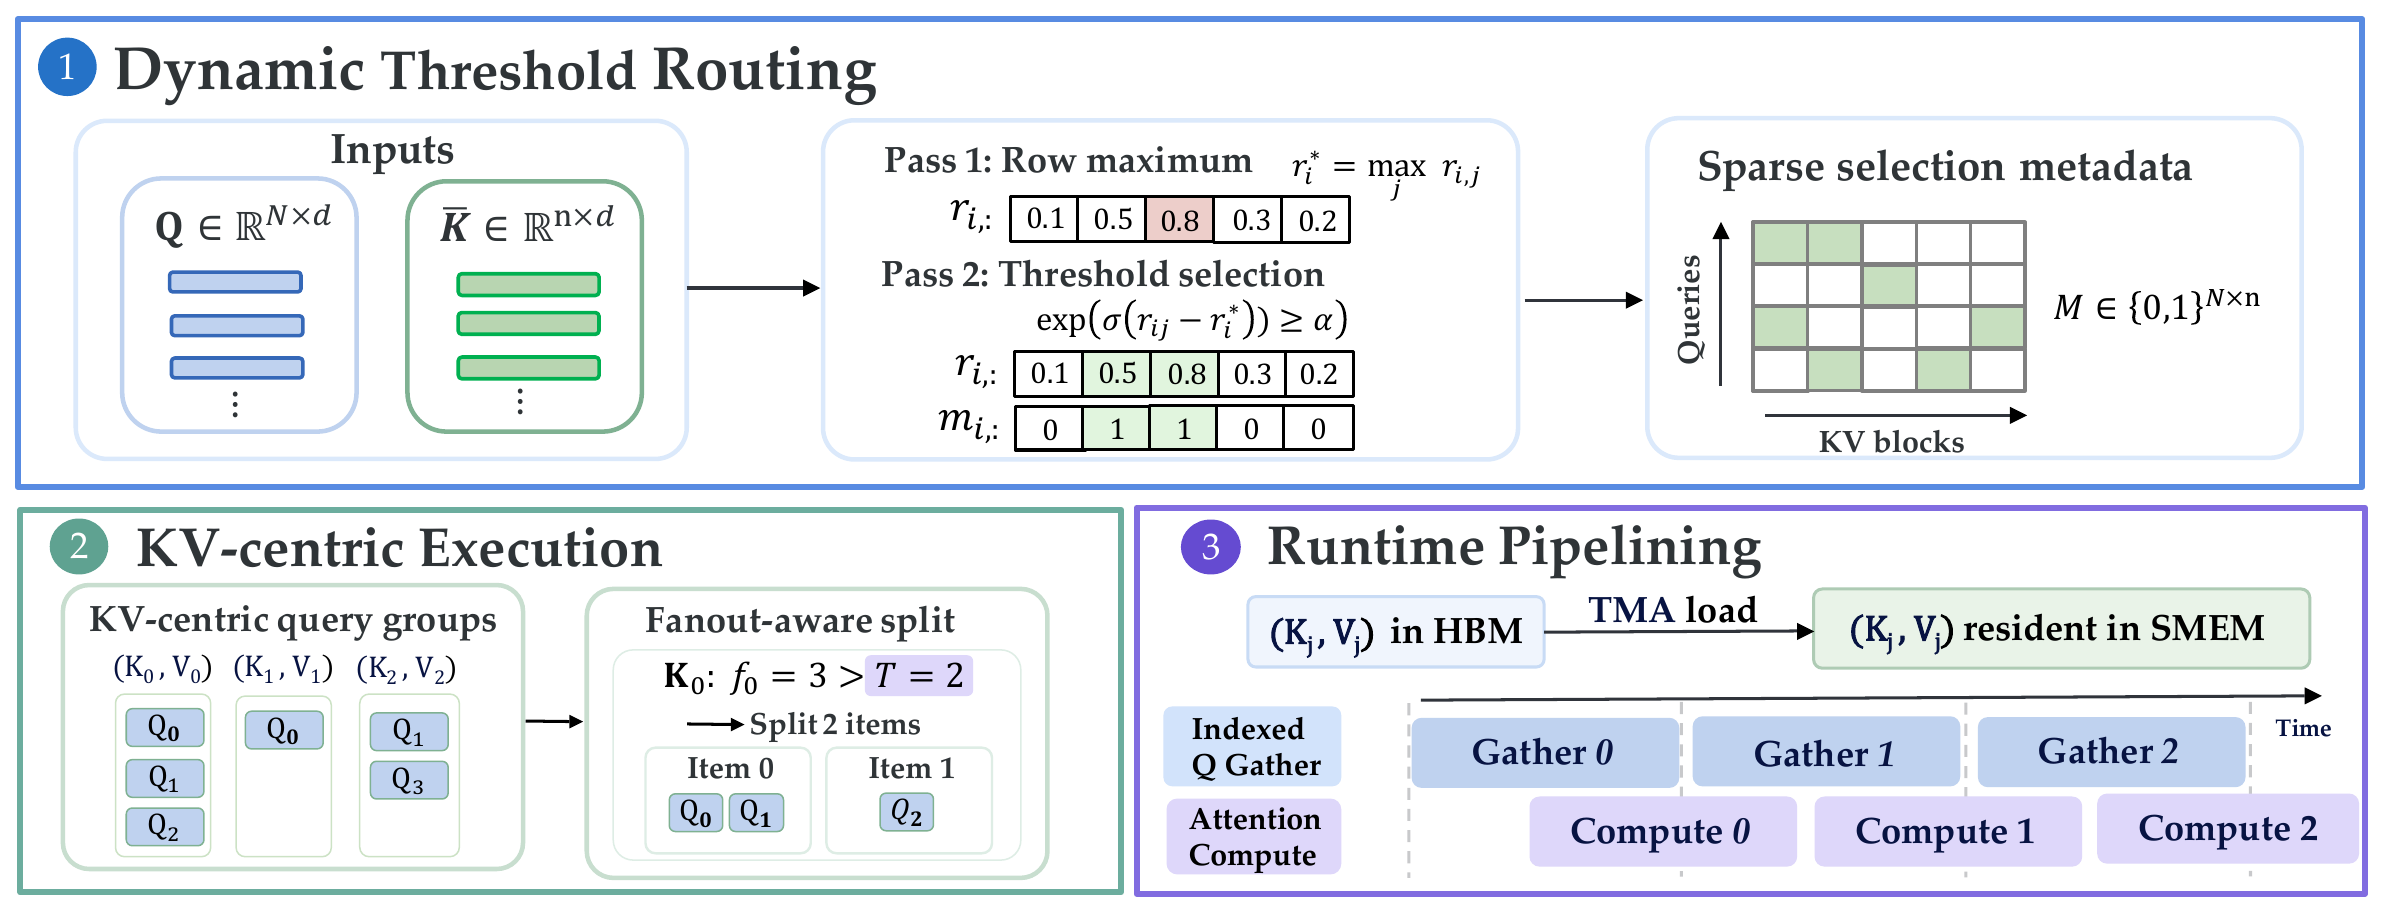 1 Dynamic Threshold Routing
Inputs
Q ∈ ℝ^{N×d}
K̅ ∈ ℝ^{n×d}
⋮
⋮
Pass 1: Row maximum r_i^* = max_j r_{i,j}
r_{i,:} 0.1 0.5 0.8 0.3 0.2
Pass 2: Threshold selection
exp(σ(r_{ij} − r_i^*)) ≥ α)
r_{i,:} 0.1 0.5 0.8 0.3 0.2
m_{i,:} 0 1 1 0 0
Sparse selection metadata
Queries
M ∈ {0,1}^{N×n}
KV blocks
2 KV-centric Execution
KV-centric query groups
(K_0, V_0) (K_1, V_1) (K_2, V_2)
Q_0 Q_0 Q_1
Q_1 Q_3
Q_2
Fanout-aware split
K_0: f_0 = 3 > T = 2
Split 2 items
Item 0 Item 1
Q_0 Q_1 Q_2
3 Runtime Pipelining
(K_j, V_j) in HBM
TMA load
(K_j, V_j) resident in SMEM
Time
Indexed
Q Gather
Gather 0 Gather 1 Gather 2
Attention
Compute
Compute 0 Compute 1 Compute 2